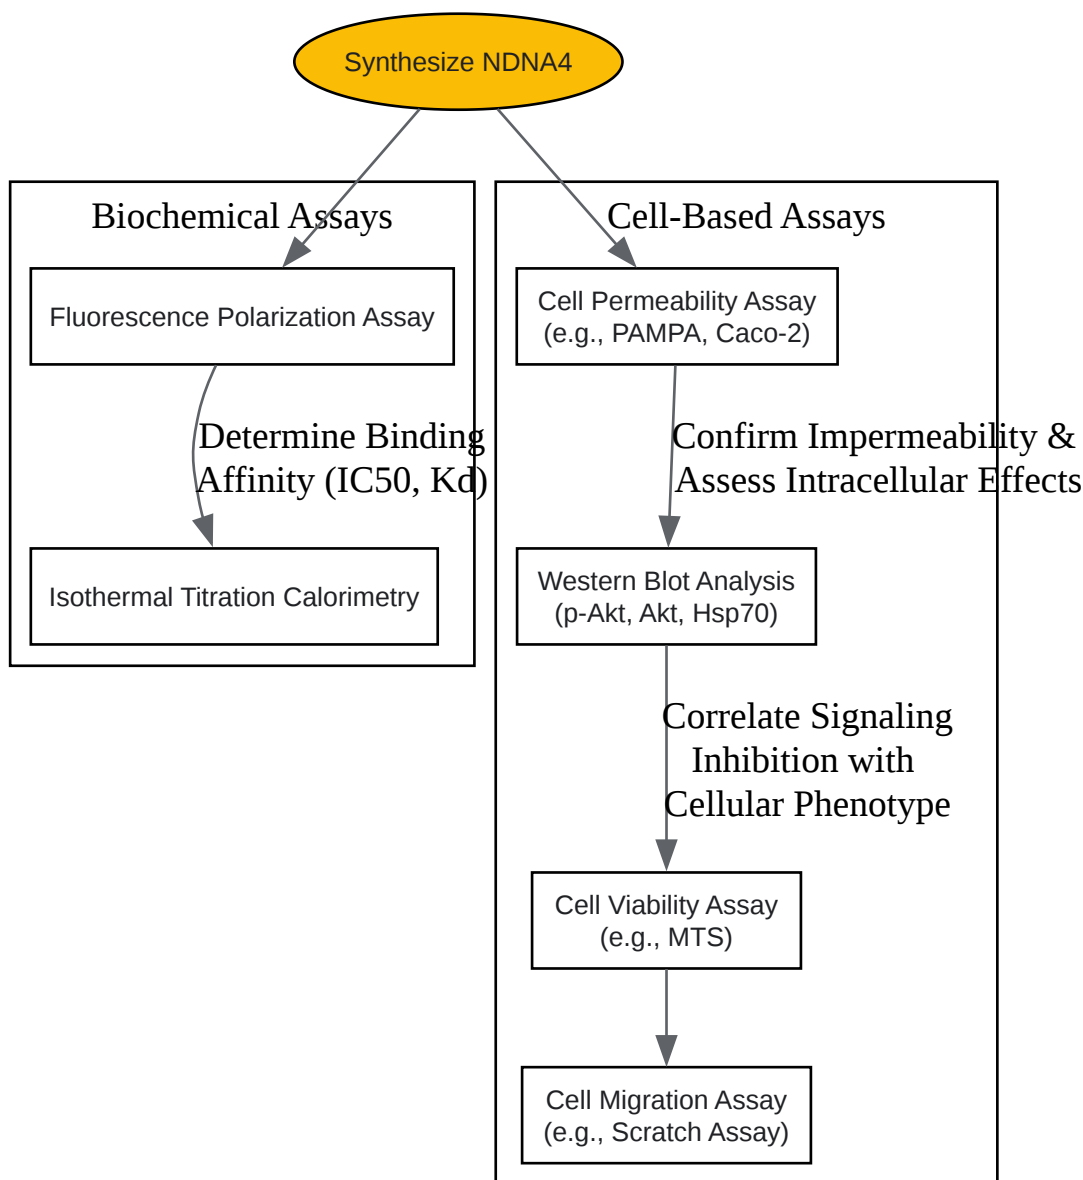 Synthesize NDNA4
Biochemical Assays
Fluorescence Polarization Assay
Determine Binding
Affinity (IC50, Kd)
Isothermal Titration Calorimetry
Cell-Based Assays
Cell Permeability Assay
(e.g., PAMPA, Caco-2)
Confirm Impermeability &
Assess Intracellular Effects
Western Blot Analysis
(p-Akt, Akt, Hsp70)
Correlate Signaling
Inhibition with
Cellular Phenotype
Cell Viability Assay
(e.g., MTS)
Cell Migration Assay
(e.g., Scratch Assay)